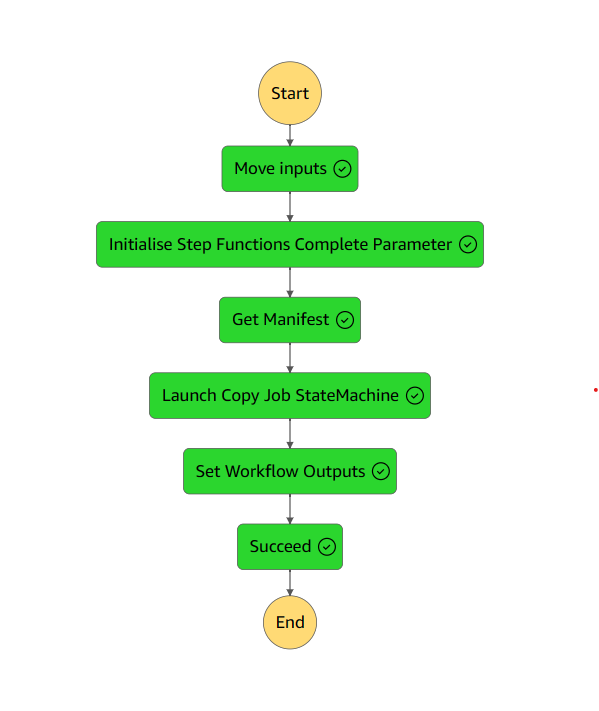 Start
Move inputs
Initialise Step Functions Complete Parameter
Get Manifest
Launch Copy Job StateMachine
Set Workflow Outputs
Succeed
End